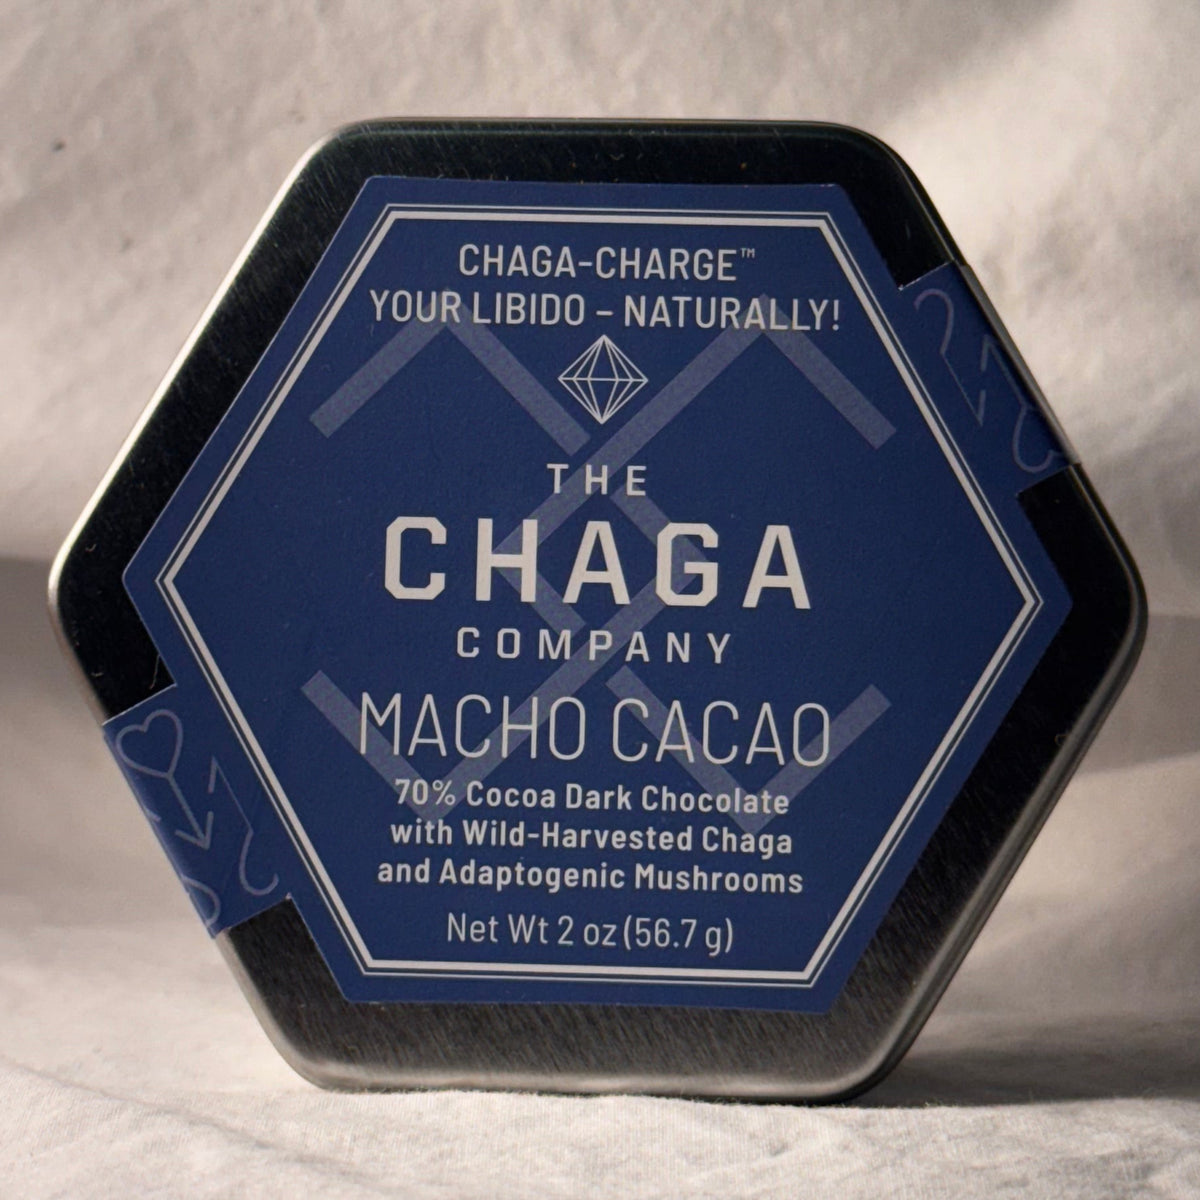 CHAGA-CHARGE™
YOUR LIBIDO – NATURALLY!
THE
CHAGA
COMPANY
MACHO CACAO
70% Cocoa Dark Chocolate
with Wild-Harvested Chaga
and Adaptogenic Mushrooms
Net Wt 2 oz (56.7 g)